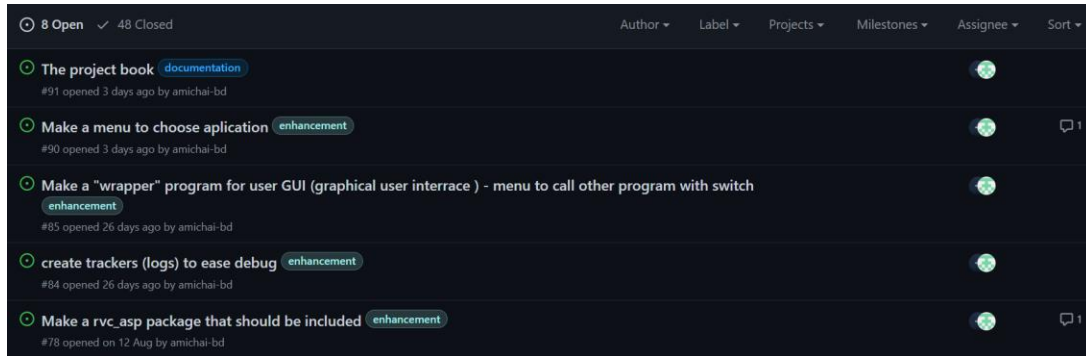 8 Open 48 Closed Author Label Projects Milestones Assignee Sort
The project book documentation
#91 opened 3 days ago by amichai-bd
Make a menu to choose aplication enhancement 1
#90 opened 3 days ago by amichai-bd
Make a "wrapper" program for user GUI (graphical user interrace ) - menu to call other program with switch
enhancement
#85 opened 26 days ago by amichai-bd
create trackers (logs) to ease debug enhancement
#84 opened 26 days ago by amichai-bd
Make a rvc_asp package that should be included enhancement 1
#78 opened on 12 Aug by amichai-bd